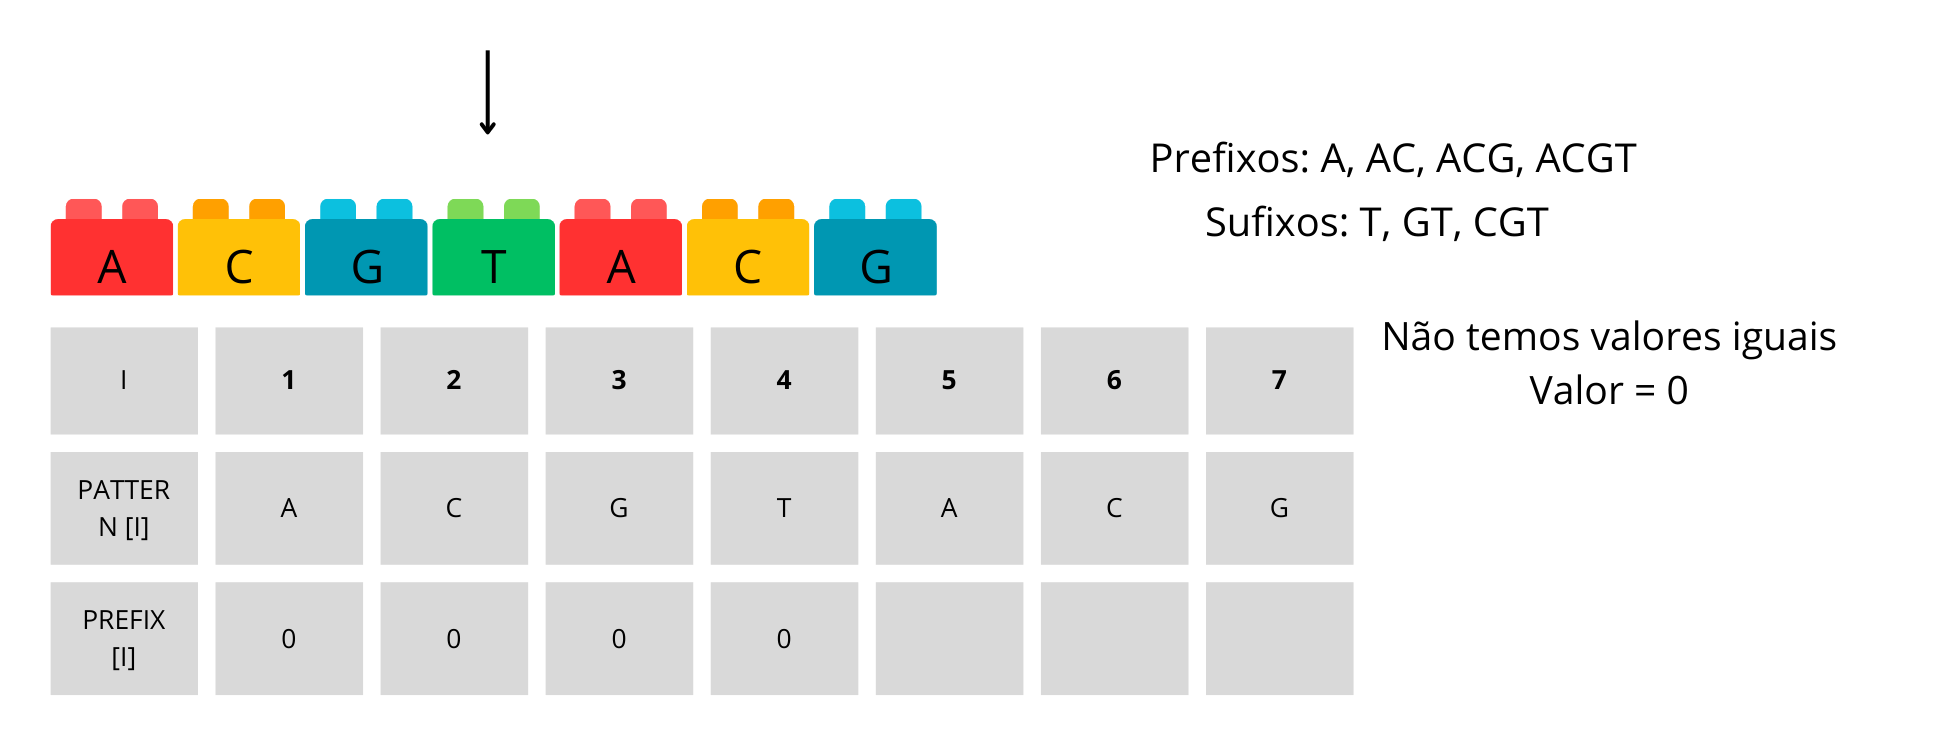 Prefixos: A, AC, ACG, ACGT
Sufixos: T, GT, CGT
A C G T A C G
I 1 2 3 4 5 6 7
Não temos valores iguais
Valor = 0
PATTER
N [I] A C G T A C G
PREFIX
[I] 0 0 0 0